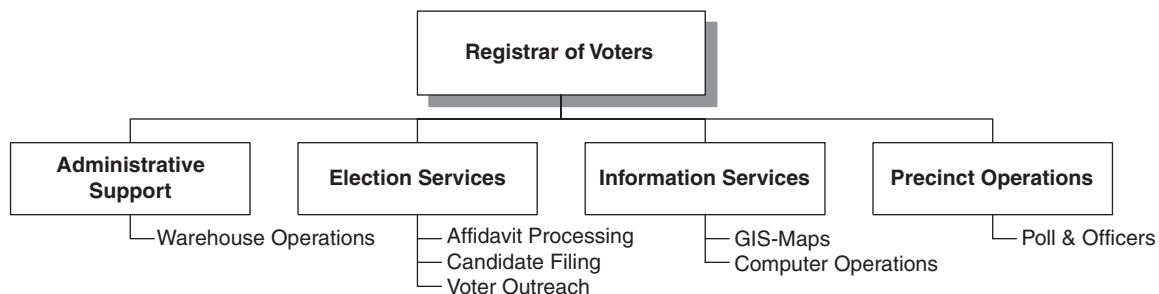 Registrar of Voters
Administrative
Support
Warehouse Operations
Election Services
Affidavit Processing
Candidate Filing
Voter Outreach
Information Services
GIS-Maps
Computer Operations
Precinct Operations
Poll & Officers